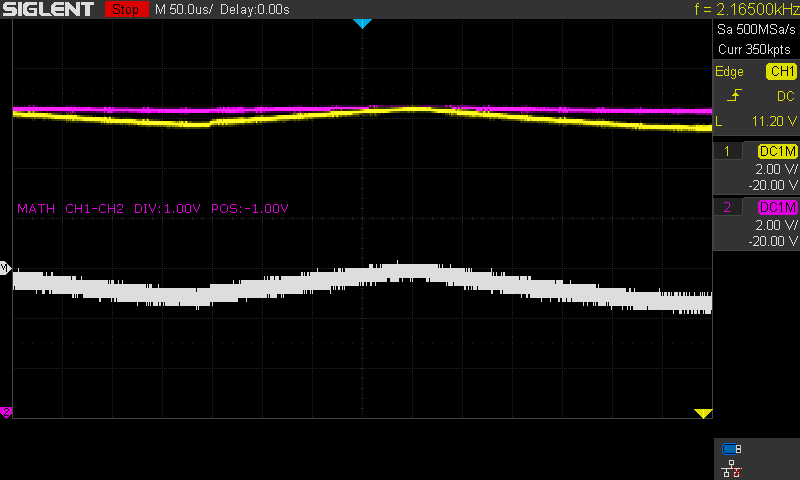 SIGLENT Stop M 50.0us/ Delay:0.00s f = 2.16500kHz
Sa 500MSa/s
Curr 350kpts
Edge CH1
DC
L 11.20 V
1 DC1M
2.00 V/
-20.00 V
2 DC1M
2.00 V/
-20.00 V
MATH CH1-CH2 DIV:1.00V POS:-1.00V
M
2